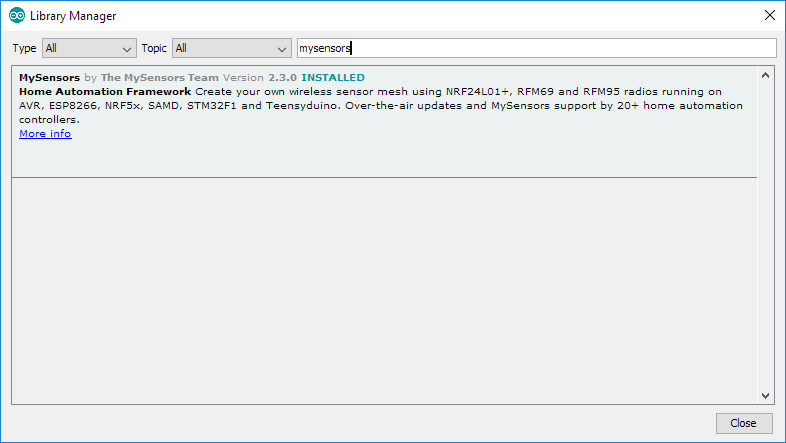 Library Manager
Type All Topic All mysensors
MySensors by The MySensors Team Version 2.3.0 INSTALLED
Home Automation Framework Create your own wireless sensor mesh using NRF24L01+, RFM69 and RFM95 radios running on
AVR, ESP8266, NRF5x, SAMD, STM32F1 and Teensyduino. Over-the-air updates and MySensors support by 20+ home automation
controllers.
More info
Close